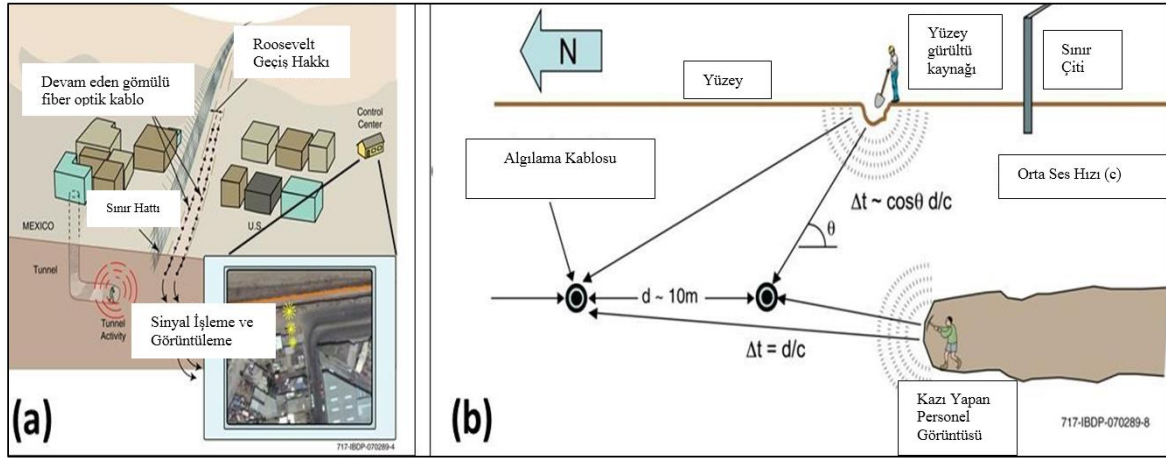 Roosevelt
Geçiş Hakkı
Devam eden gömülü
fiber optik kablo
Control
Center
Sınır Hattı
MEXICO
U.S.
Tunnel
Tunnel
Activity
Sinyal İşleme ve
Görüntüleme
(a)
717-IBDP-070289-4
N
Yüzey
Yüzey
gürültü
kaynağı
Sınır
Çiti
Algılama Kablosu
Orta Ses Hızı (c)
Δt ~ cosθ d/c
θ
d ~ 10m
Δt = d/c
Kazı Yapan
Personel
Görüntüsü
(b)
717-IBDP-070289-8